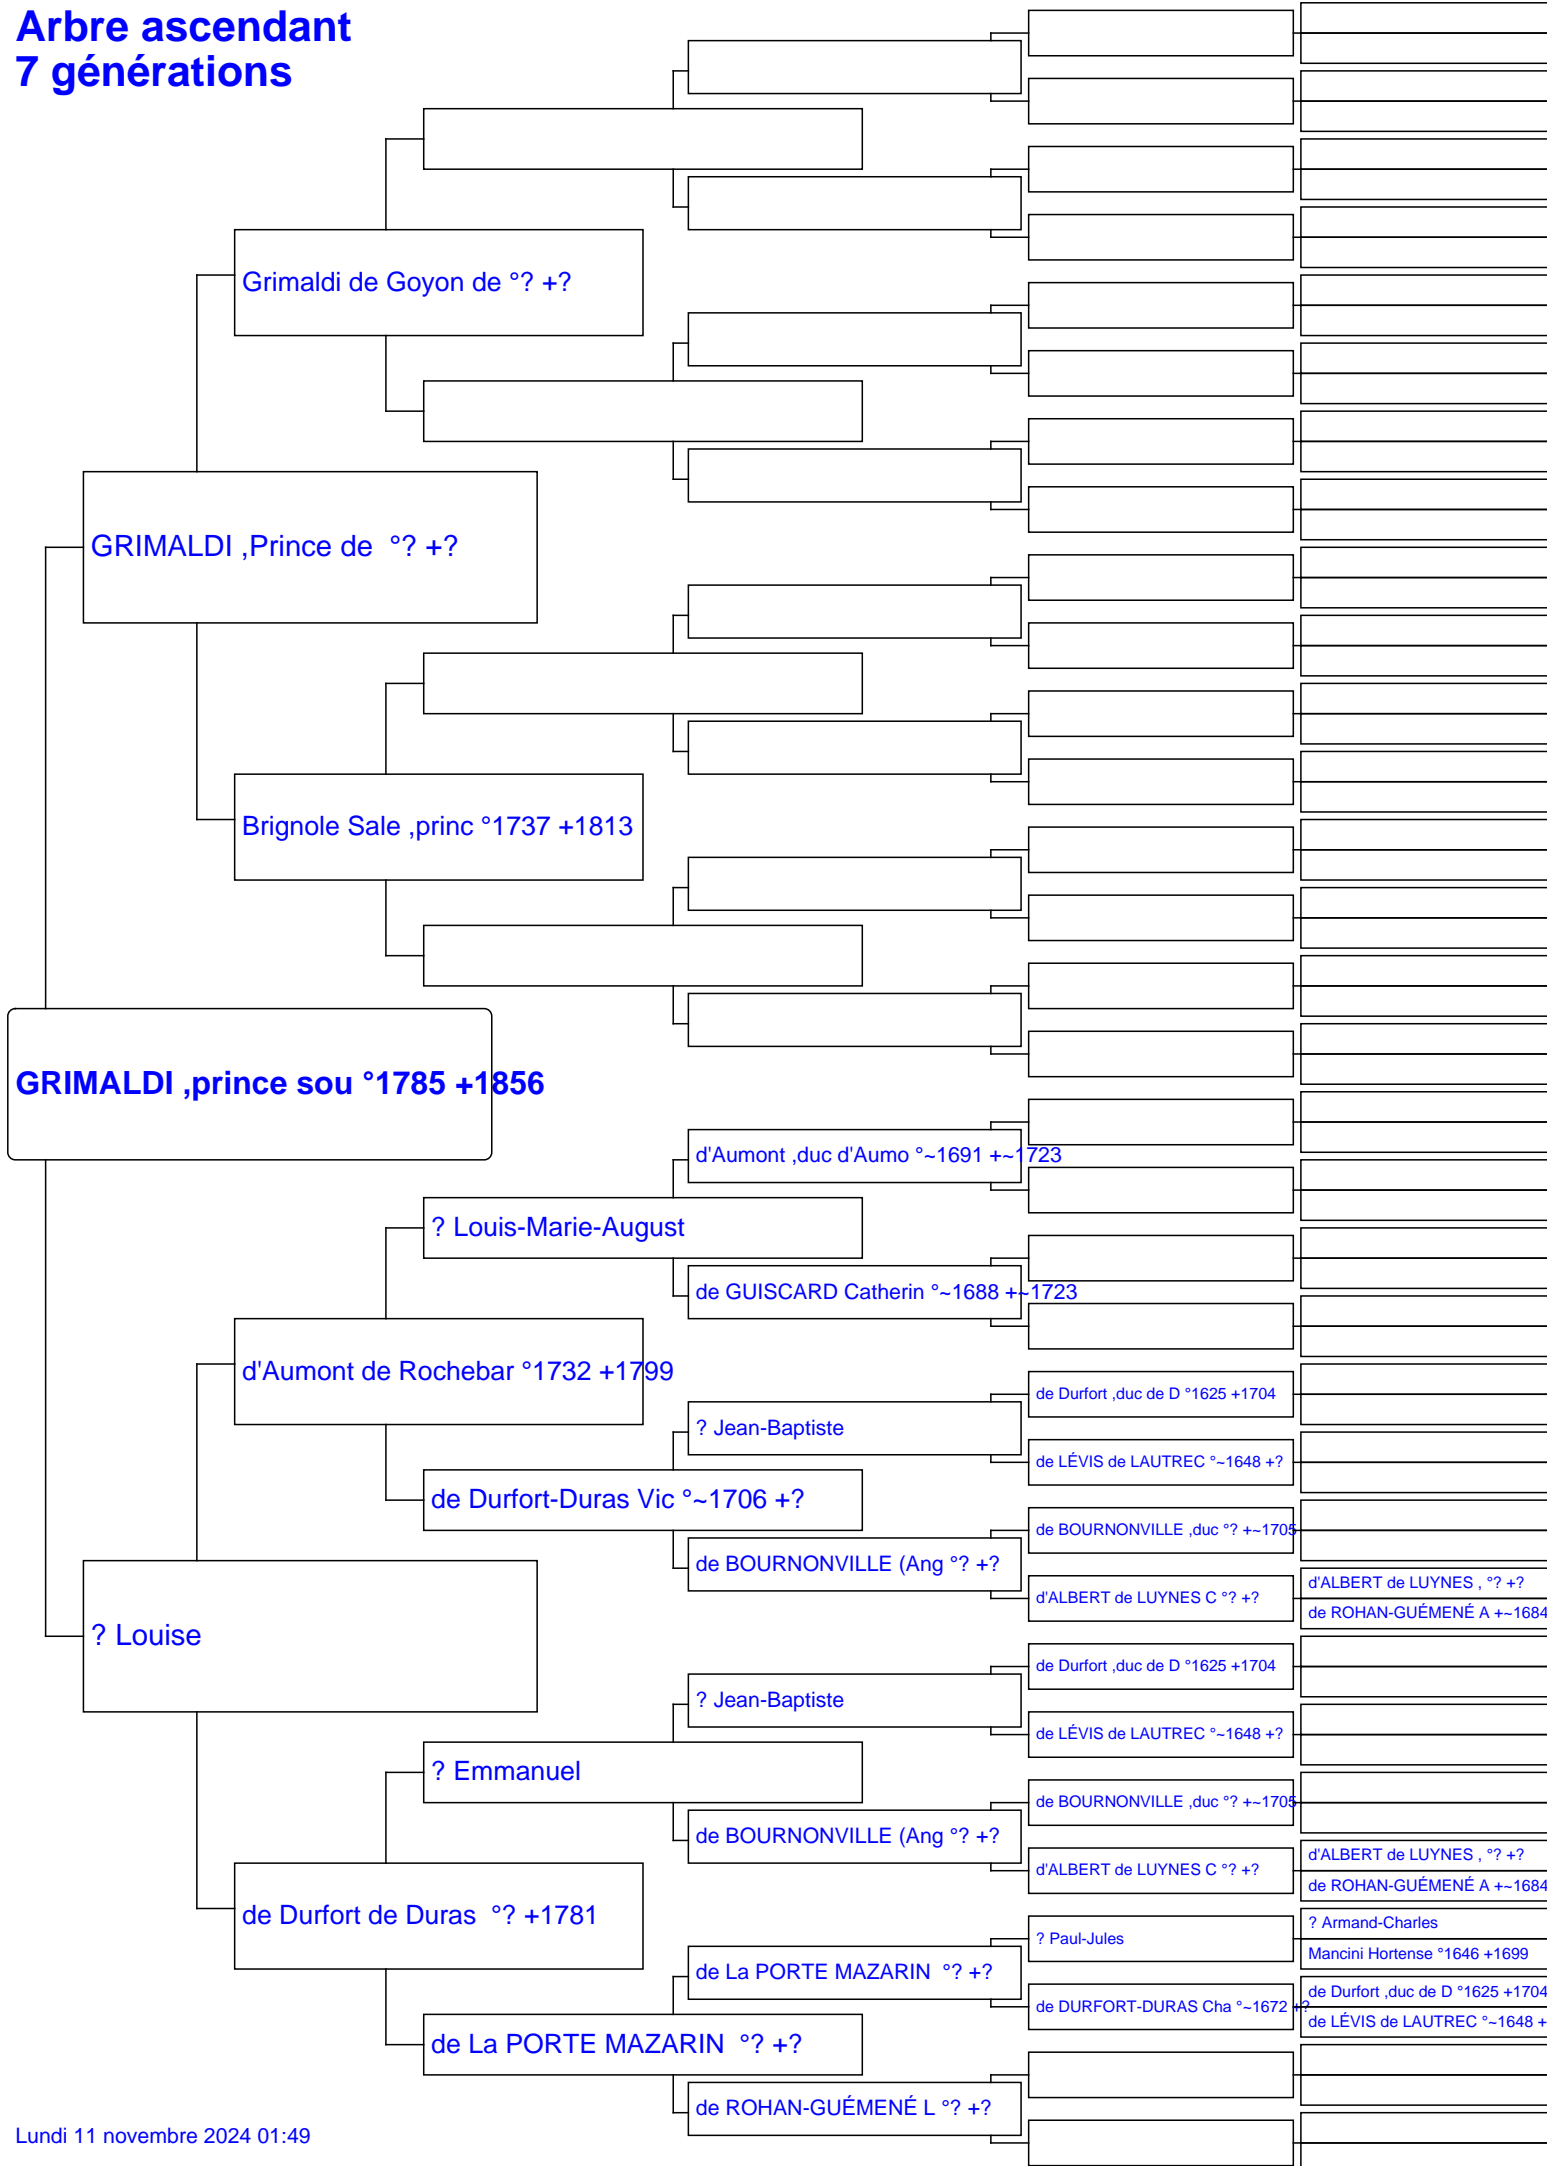 Arbre ascendant
7 générations
Grimaldi de Goyon de °? +?
GRIMALDI ,Prince de °? +?
Brignole Sale ,princ °1737 +1813
GRIMALDI ,prince sou °1785 +1856
d'Aumont ,duc d'Aumo °~1691 +~1723
? Louis-Marie-August
de GUISCARD Catherin °~1688 +~1723
d'Aumont de Rochebar °1732 +1799
de Durfort ,duc de D °1625 +1704
? Jean-Baptiste
de LÉVIS de LAUTREC °~1648 +?
de Durfort-Duras Vic °~1706 +?
de BOURNONVILLE ,duc °? +~1705
de BOURNONVILLE (Ang °? +?
d'ALBERT de LUYNES , °? +?
d'ALBERT de LUYNES C °? +?
de ROHAN-GUÉMENÉ A +~1684
? Louise
de Durfort ,duc de D °1625 +1704
? Jean-Baptiste
de LÉVIS de LAUTREC °~1648 +?
? Emmanuel
de BOURNONVILLE ,duc °? +~1705
de BOURNONVILLE (Ang °? +?
d'ALBERT de LUYNES , °? +?
d'ALBERT de LUYNES C °? +?
de ROHAN-GUÉMENÉ A +~1684
de Durfort de Duras °? +1781
? Armand-Charles
? Paul-Jules
Mancini Hortense °1646 +1699
de La PORTE MAZARIN °? +?
de Durfort ,duc de D °1625 +1704
de DURFORT-DURAS Cha °~1672 +?
de LÉVIS de LAUTREC °~1648 +
de La PORTE MAZARIN °? +?
de ROHAN-GUÉMENÉ L °? +?
Lundi 11 novembre 2024 01:49